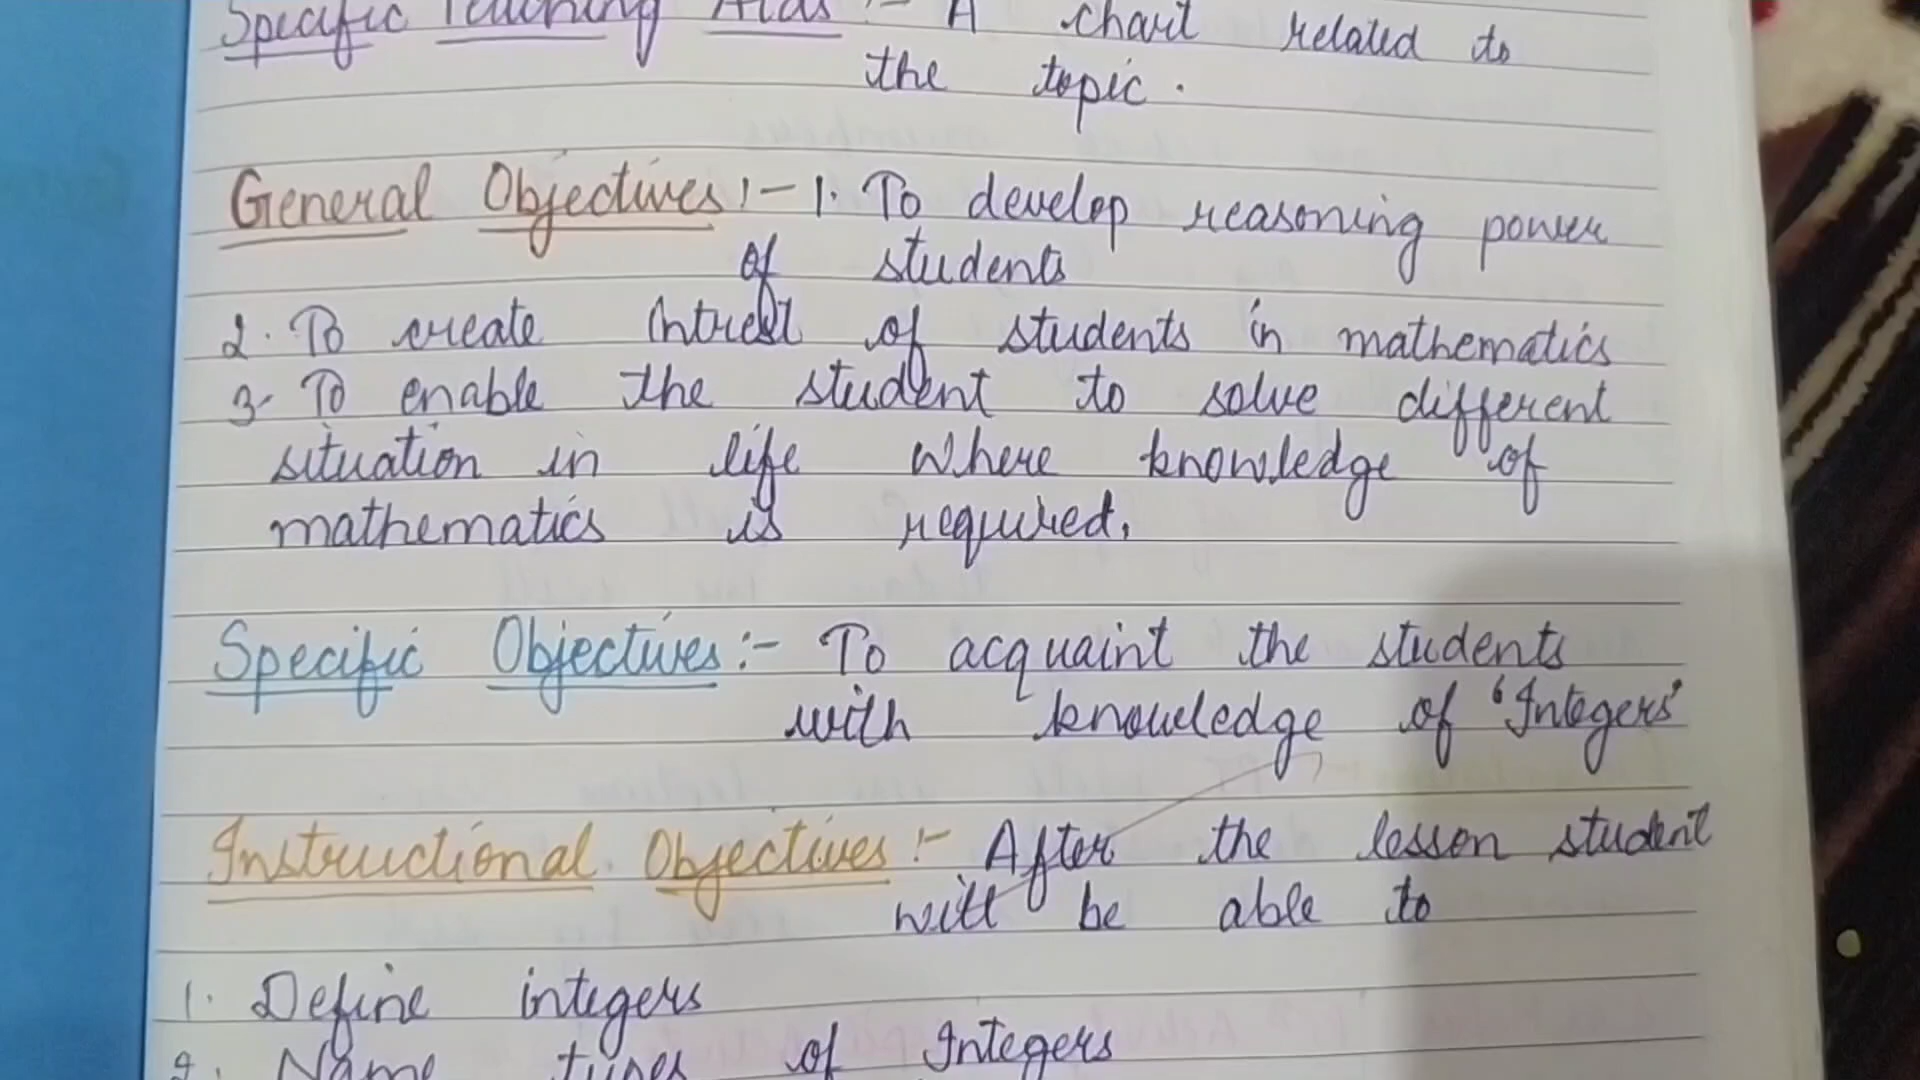 Specific Teaching Aids :- A chart related to
the topic.
General Objectives :- 1. To develop reasoning power
of students
2. To create intrest of students in mathematics
3. To enable the student to solve different
situation in life where knowledge of
mathematics is required.
Specific Objectives :- To acquaint the students
with knowledge of 'Integers'
Instructional Objectives :- After the lesson student
will be able to
1. Define integers
2. Name types of Integers